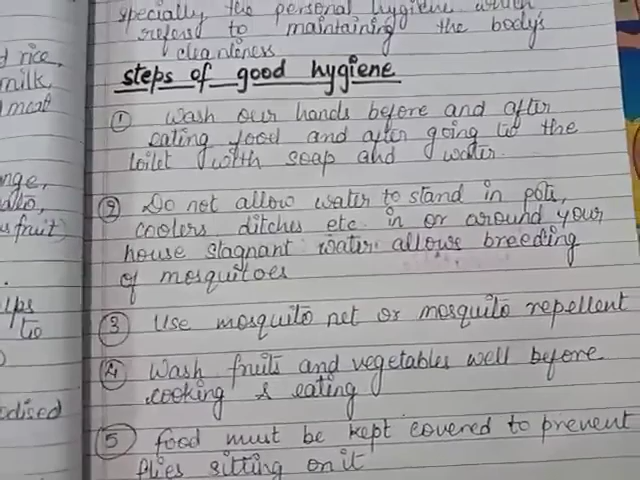 specially the personal hygiene which
refers to maintaining the body's
cleanliness
steps of good hygiene
① Wash our hands before and after
eating food and after going to the
toilet with soap and water.
② Do not allow water to stand in pots,
coolers ditches etc. in or around your
house stagnant water allows breeding
of mosquitoes
③ Use mosquito net or mosquito repellent
④ Wash fruits and vegetables well before
cooking & eating
⑤ food must be kept covered to prevent
flies sitting on it
rice,
milk,
meat
fruit)